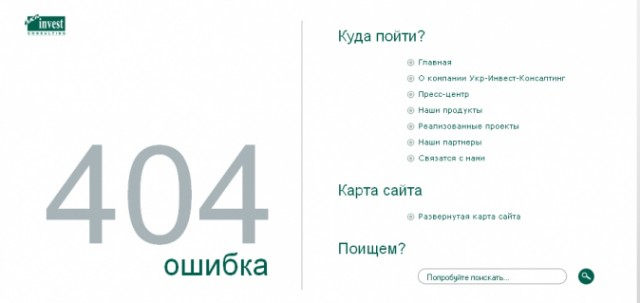 invest
CONSULTING
404
ошибка
Куда пойти?
Главная
О компании Укр-Инвест-Консалтинг
Пресс-центр
Наши продукты
Реализованные проекты
Наши партнеры
Связатся с нами
Карта сайта
Развернутая карта сайта
Поищем?
Попробуйте поискать...